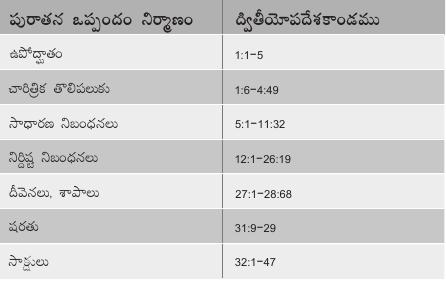 పురాతన ఒప్పందం నిర్మాణం ద్వితీయోపదేశకాండము
ఉపోద్ఘాతం 1:1–5
చారిత్రిక తొలిపలుకు 1:6–4:49
సాధారణ నిబంధనలు 5:1–11:32
నిర్దిష్ట నిబంధనలు 12:1–26:19
దీవెనలు, శాపాలు 27:1–28:68
షరతు 31:9–29
సాక్షులు 32:1–47